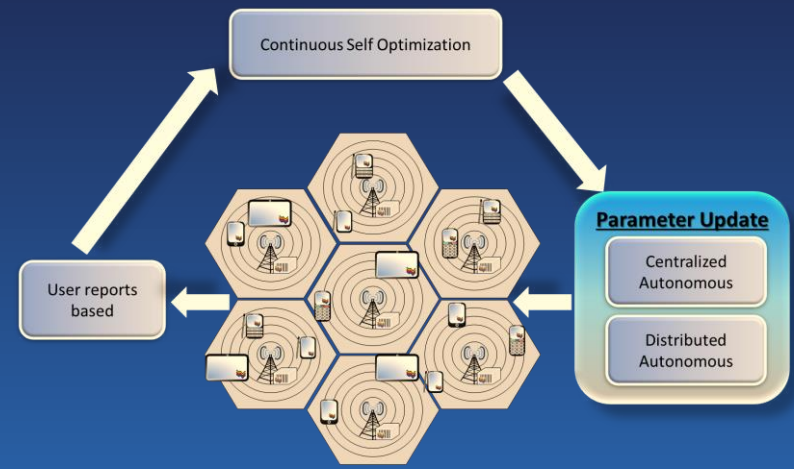 Continuous Self Optimization
Parameter Update
Centralized
Autonomous
Distributed
Autonomous
User reports
based